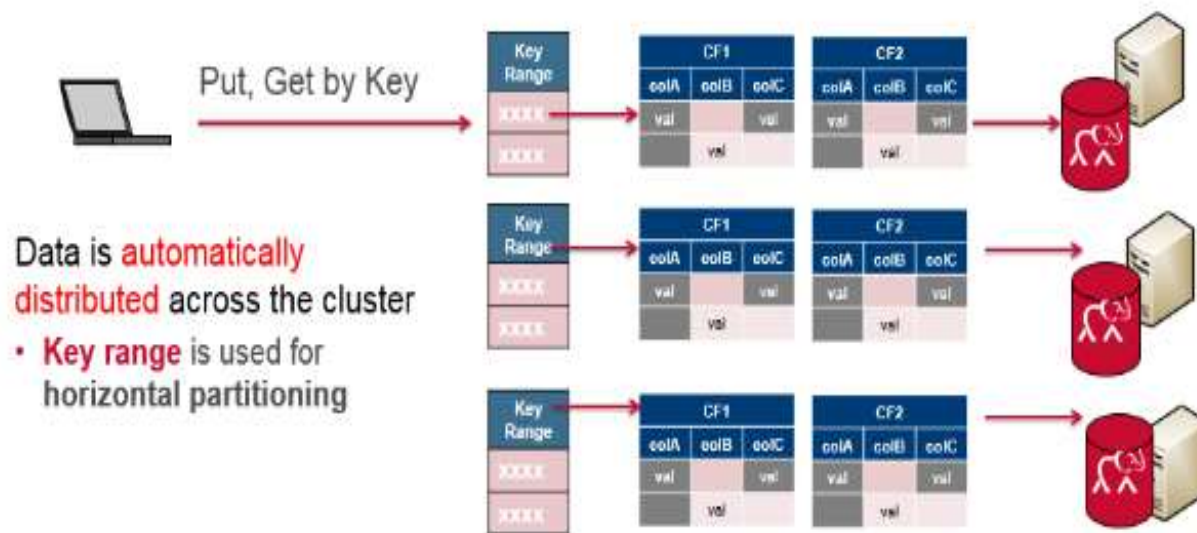 Put, Get by Key
Key
Range
XXXX
XXXX
CF1
colA colB colC
val val
val
CF2
colA colB colC
val val
val
Data is automatically
distributed across the cluster
• Key range is used for
horizontal partitioning
Key
Range
XXXX
XXXX
CF1
colA colB colC
val val
val
CF2
colA colB colC
val val
val
Key
Range
XXXX
XXXX
CF1
colA colB colC
val val
val
CF2
colA colB colC
val val
val